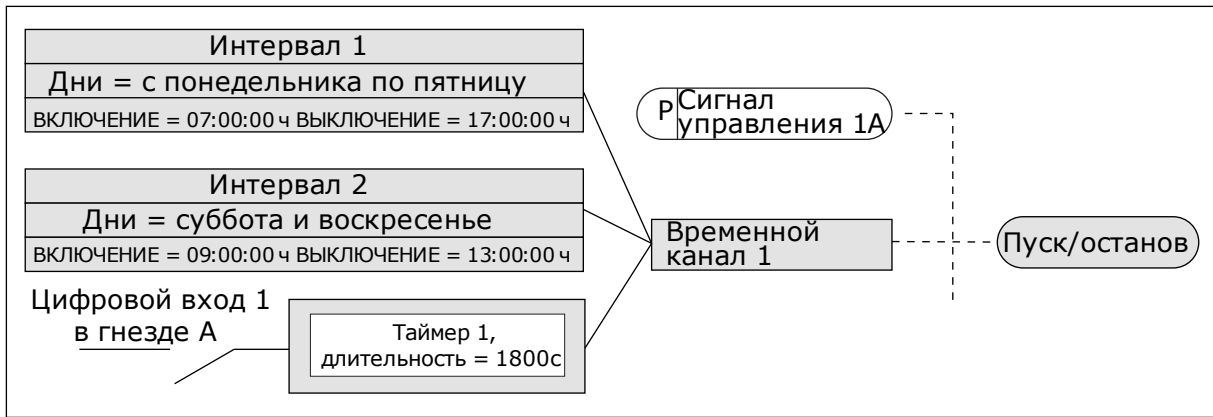 Интервал 1
Дни = с понедельника по пятницу
ВКЛЮЧЕНИЕ = 07:00:00 ч ВЫКЛЮЧЕНИЕ = 17:00:00 ч
Интервал 2
Дни = суббота и воскресенье
ВКЛЮЧЕНИЕ = 09:00:00 ч ВЫКЛЮЧЕНИЕ = 13:00:00 ч
Цифровой вход 1
в гнезде А
Таймер 1,
длительность = 1800с
P
Сигнал
управления 1А
Временной
канал 1
Пуск/останов